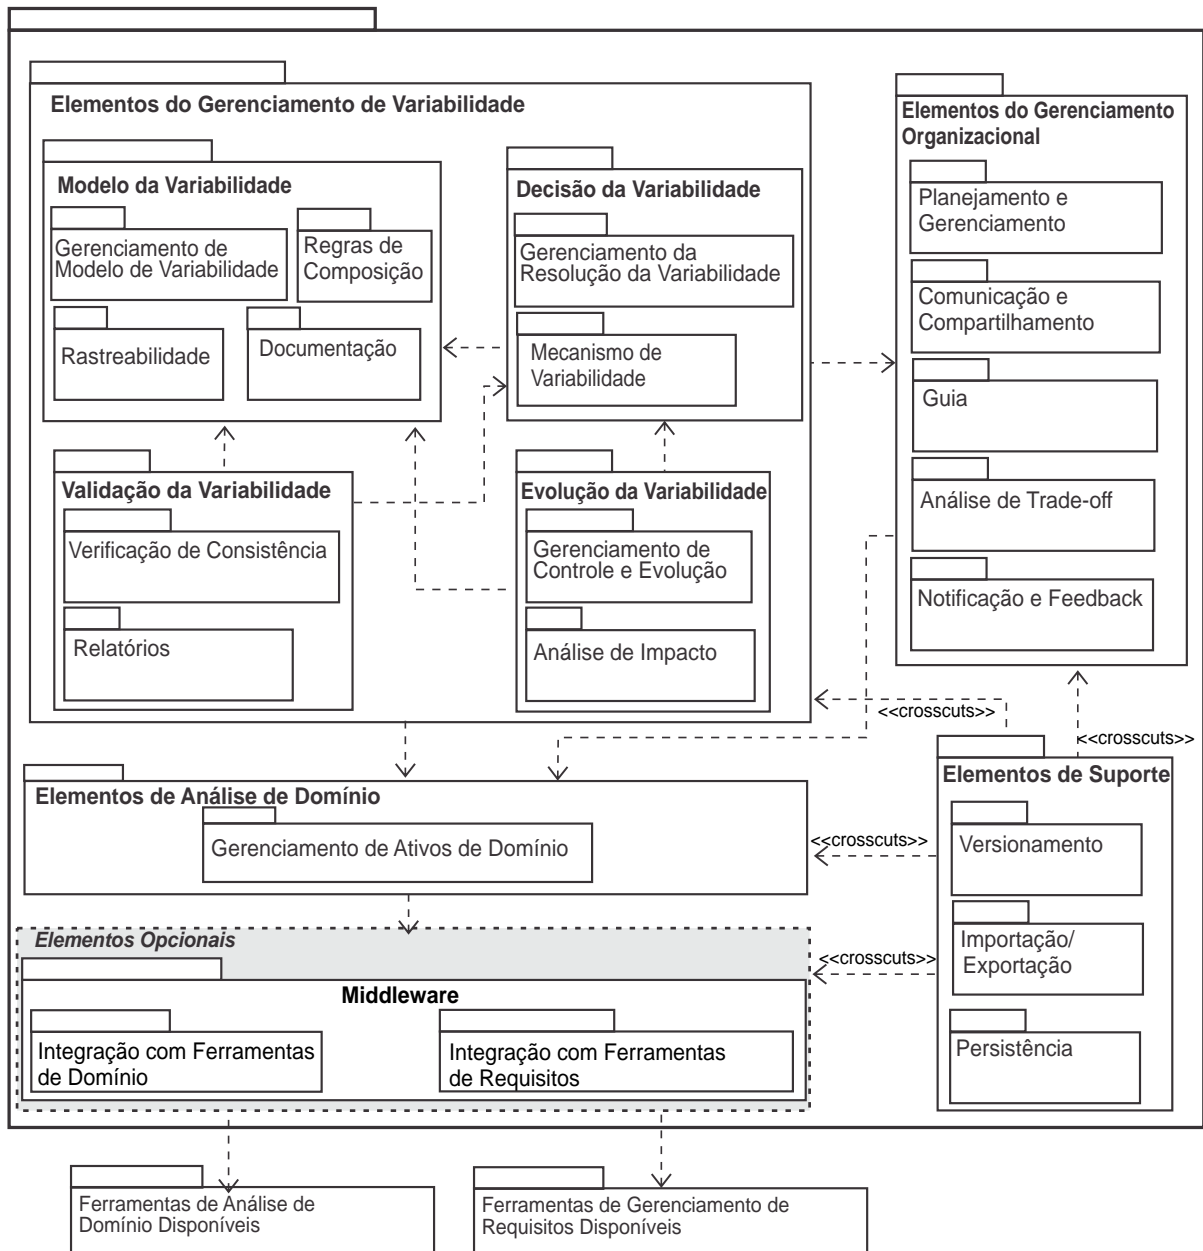 Elementos do Gerenciamento de Variabilidade
Modelo da Variabilidade
Gerenciamento de
Modelo de Variabilidade
Regras de
Composição
Rastreabilidade
Documentação
Decisão da Variabilidade
Gerenciamento da
Resolução da Variabilidade
Mecanismo de
Variabilidade
Validação da Variabilidade
Verificação de Consistência
Relatórios
Evolução da Variabilidade
Gerenciamento de
Controle e Evolução
Análise de Impacto
Elementos do Gerenciamento
Organizacional
Planejamento e
Gerenciamento
Comunicação e
Compartilhamento
Guia
Análise de Trade-off
Notificação e Feedback
<<crosscuts>>
<<crosscuts>>
Elementos de Análise de Domínio
Gerenciamento de Ativos de Domínio
<<crosscuts>>
Elementos de Suporte
Versionamento
Importação/
Exportação
Persistência
<<crosscuts>>
Elementos Opcionais
Middleware
Integração com Ferramentas
de Domínio
Integração com Ferramentas
de Requisitos
Ferramentas de Análise de
Domínio Disponíveis
Ferramentas de Gerenciamento de
Requisitos Disponíveis